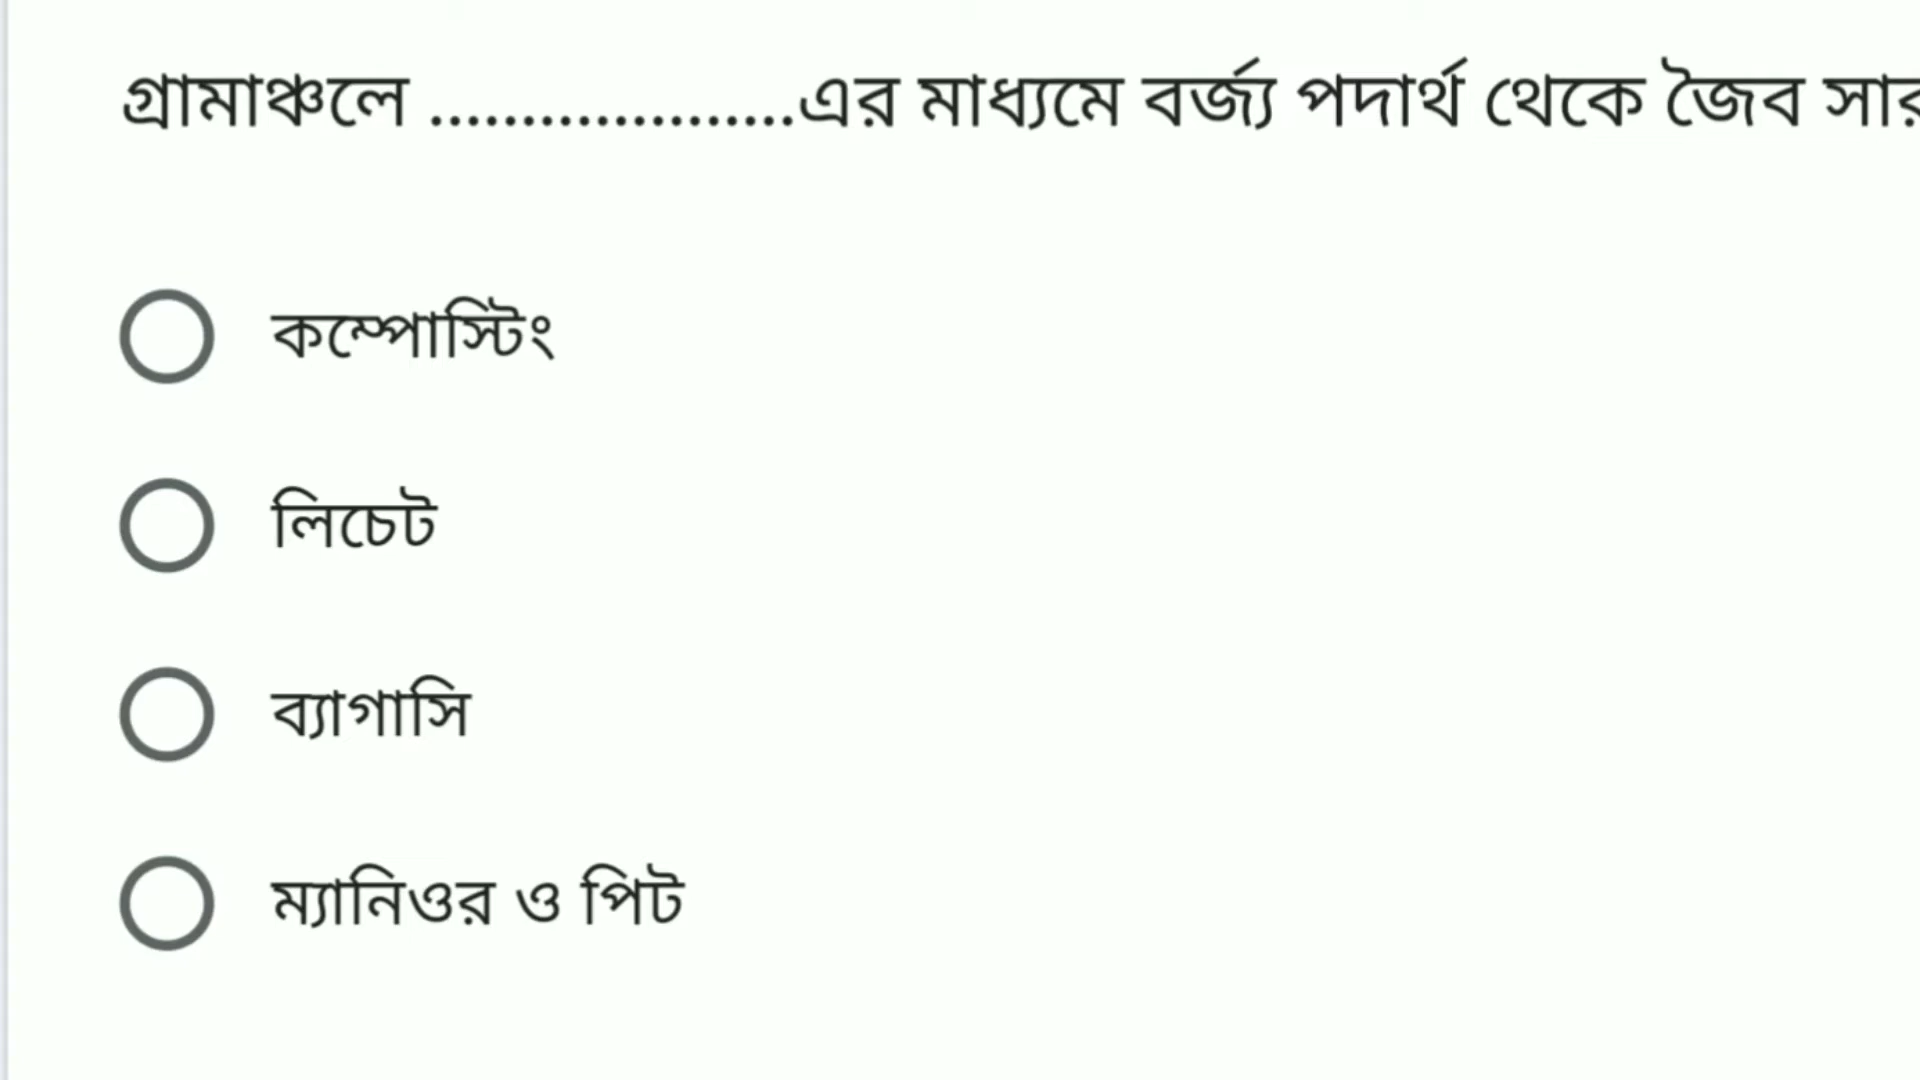 গ্রামাঞ্চলে ....................এর মাধ্যমে বর্জ্য পদার্থ থেকে জৈব
কম্পোস্টিং
লিচেট
ব্যাগাসি
ম্যানিওর ও পিট